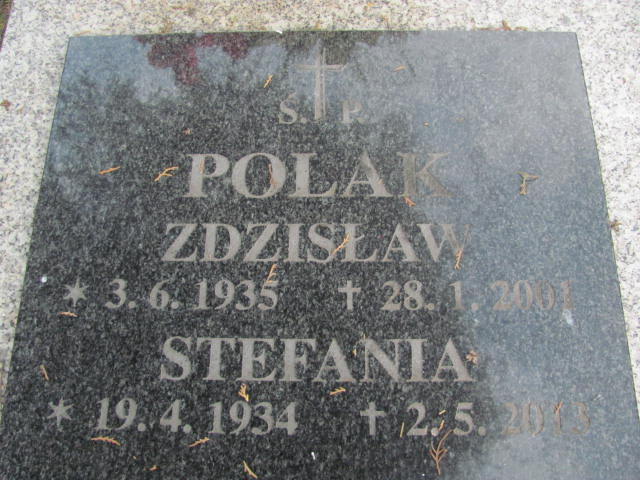 Ś. P.
POLAK
ZDZISŁAW
* 3. 6. 1935 † 28. 1. 2001
STEFANIA
* 19. 4. 1934 † 2. 5. 2013